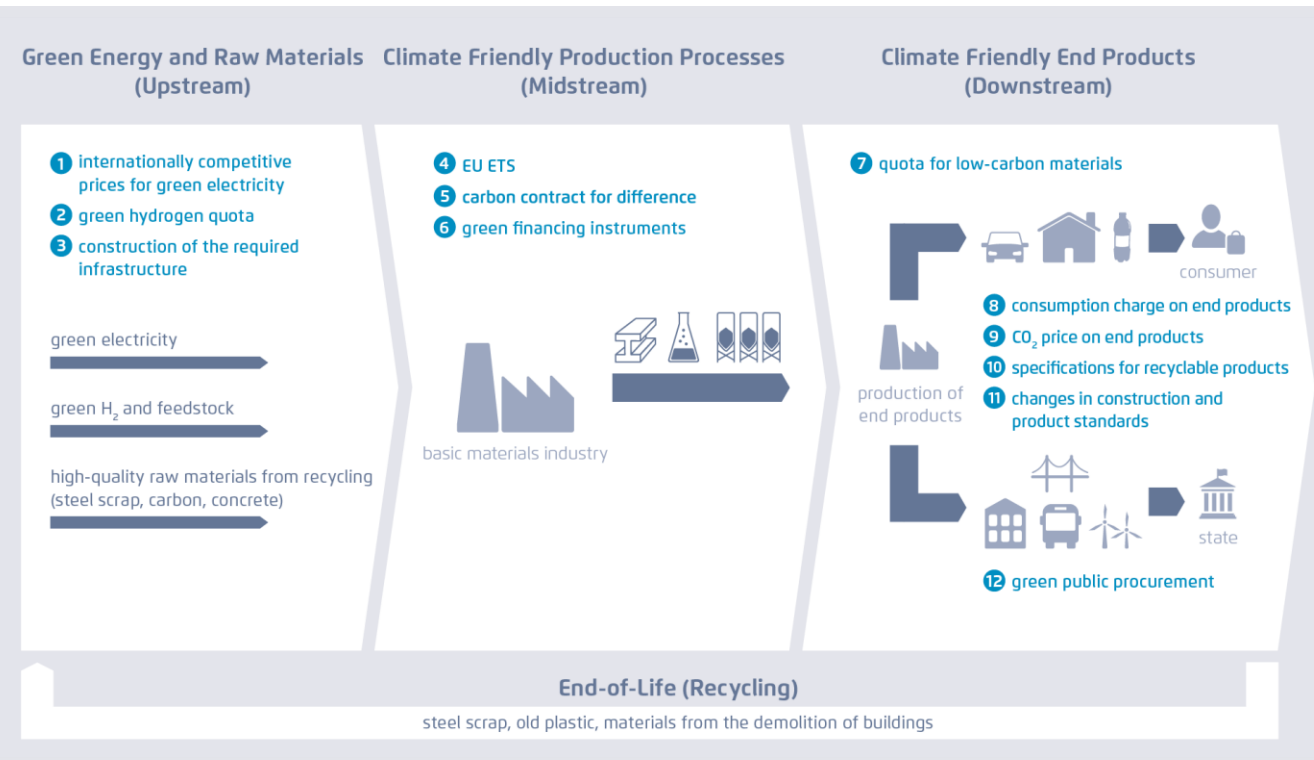 Green Energy and Raw Materials
(Upstream)
Climate Friendly Production Processes
(Midstream)
Climate Friendly End Products
(Downstream)
1 internationally competitive
prices for green electricity
2 green hydrogen quota
3 construction of the required
infrastructure
green electricity
green H₂ and feedstock
high-quality raw materials from recycling
(steel scrap, carbon, concrete)
4 EU ETS
5 carbon contract for difference
6 green financing instruments
basic materials industry
7 quota for low-carbon materials
consumer
8 consumption charge on end products
9 CO₂ price on end products
10 specifications for recyclable products
11 changes in construction and
product standards
production of
end products
state
12 green public procurement
End-of-Life (Recycling)
steel scrap, old plastic, materials from the demolition of buildings